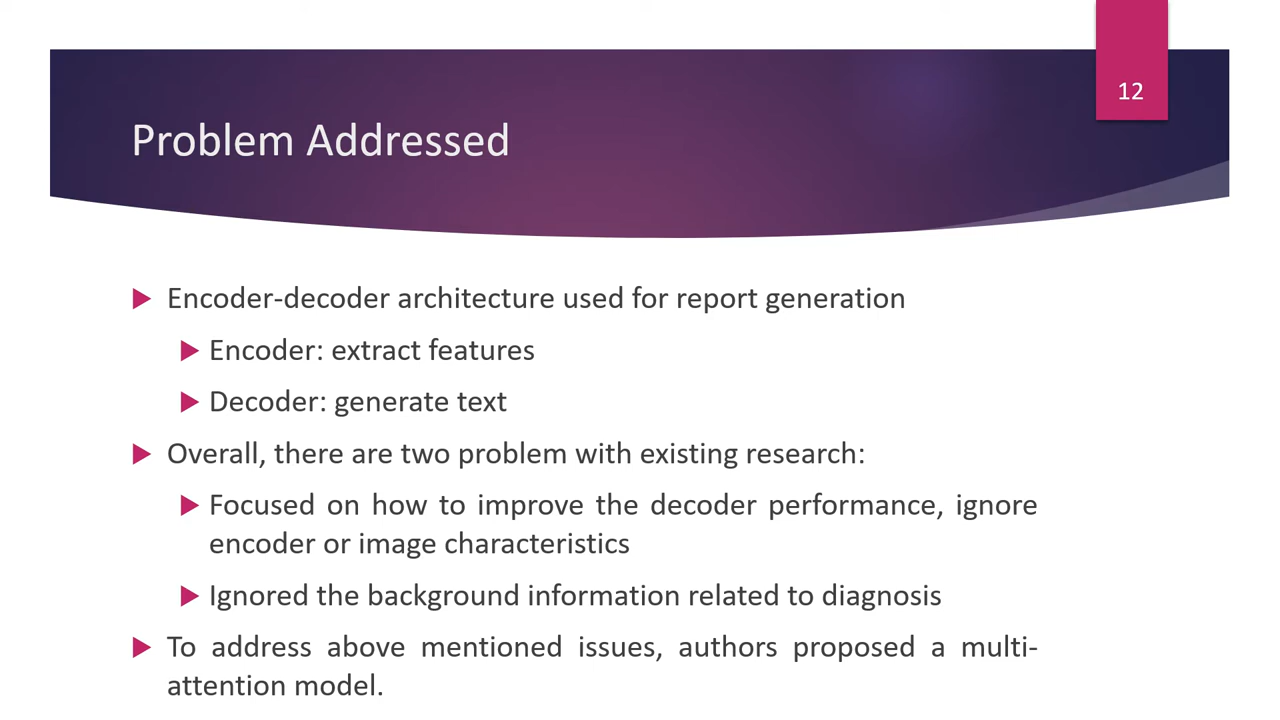 12
Problem Addressed
Encoder-decoder architecture used for report generation
Encoder: extract features
Decoder: generate text
Overall, there are two problem with existing research:
Focused on how to improve the decoder performance, ignore
encoder or image characteristics
Ignored the background information related to diagnosis
To address above mentioned issues, authors proposed a multi-
attention model.